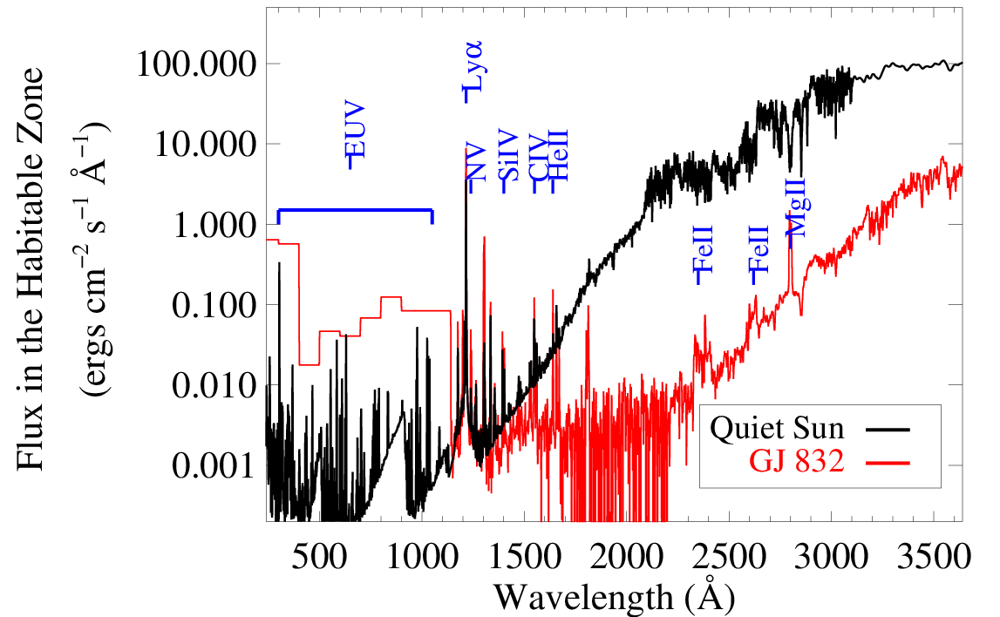 Flux in the Habitable Zone
(ergs cm⁻² s⁻¹ Å⁻¹)
100.000
10.000
1.000
0.100
0.010
0.001
EUV
Lyα
NV
SiIV
CIV
HeII
FeII
FeII
MgII
Quiet Sun
GJ 832
500 1000 1500 2000 2500 3000 3500
Wavelength (Å)